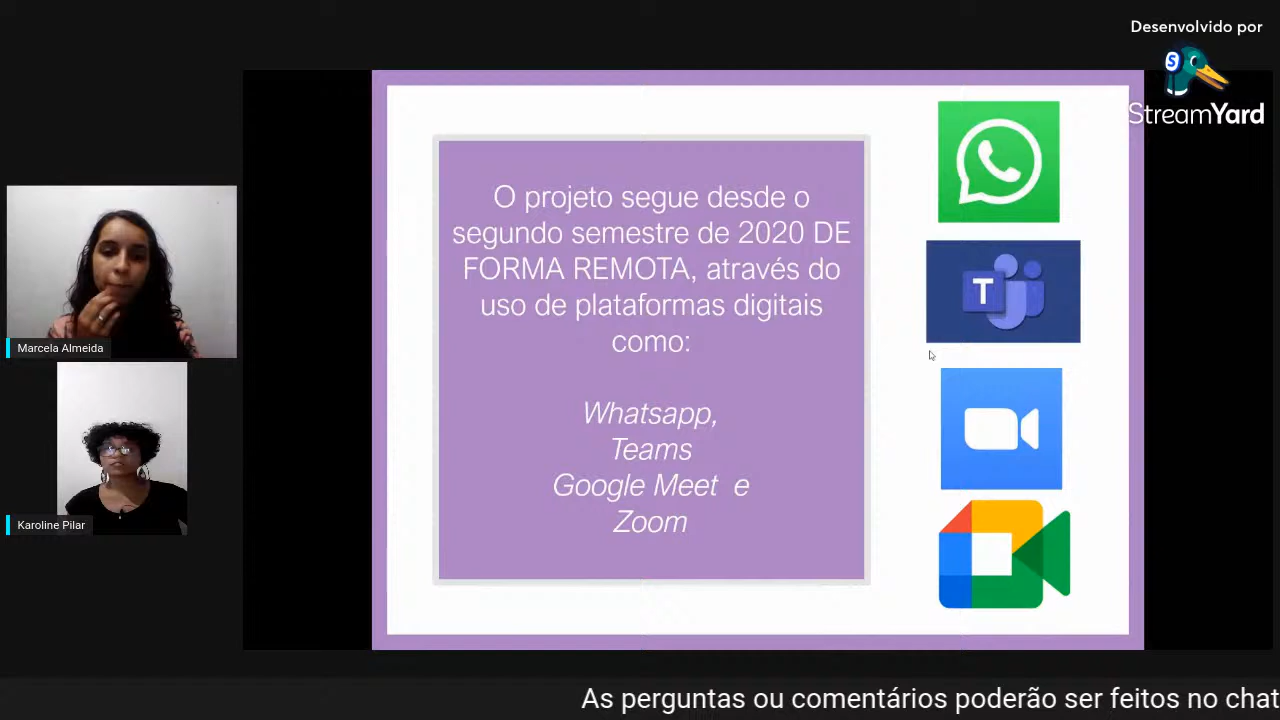 Desenvolvido por
StreamYard
O projeto segue desde o
segundo semestre de 2020 DE
FORMA REMOTA, através do
uso de plataformas digitais
como:
Whatsapp,
Teams
Google Meet e
Zoom
T
Marcela Almeida
Karoline Pilar
As perguntas ou comentários poderão ser feitos no chat